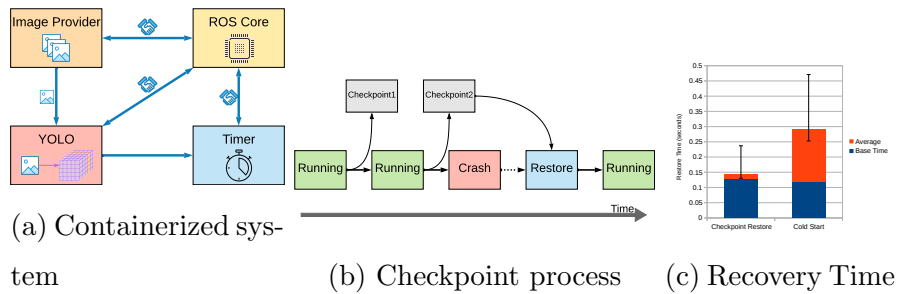 Image Provider
ROS Core
YOLO
Timer
(a) Containerized sys-
tem
Checkpoint1
Checkpoint2
Running
Running
Crash
Restore
Running
Time
(b) Checkpoint process
0.5
0.45
0.4
0.35
0.3
0.25
0.2
0.15
0.1
0.05
0
Restore Time (seconds)
Checkpoint Restore
Cold Start
Average
Base Time
(c) Recovery Time